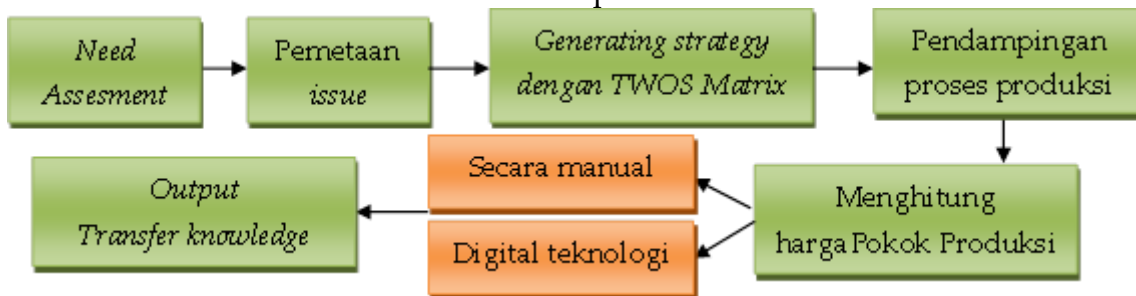 Need
Assesment
Pemetaan
issue
Generating strategy
dengan TWOS Matrix
Pendampingan
proses produksi
Menghitung
harga Pokok Produksi
Secara manual
Digital teknologi
Output
Transfer knowledge